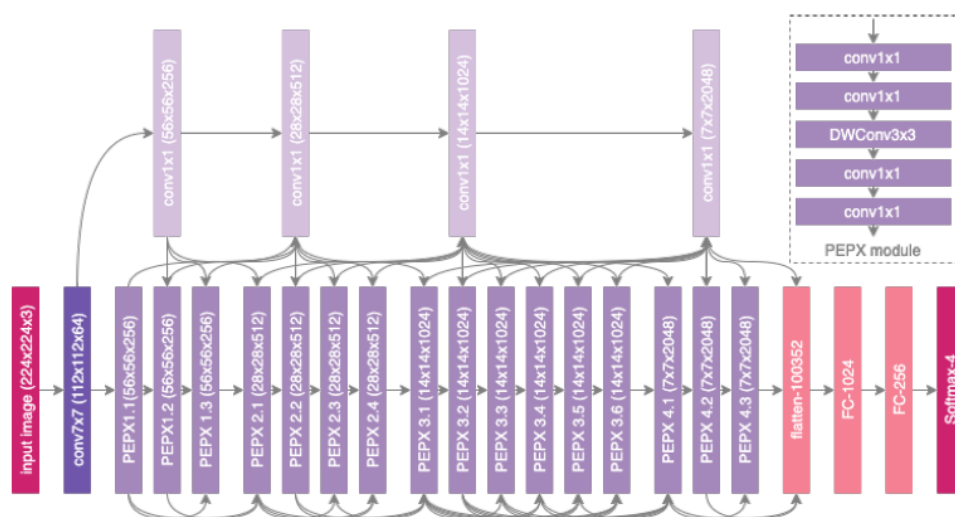 conv1x1 (56x56x256)
conv1x1 (28x28x512)
conv1x1 (14x14x1024)
conv1x1 (7x7x2048)
conv1x1
conv1x1
DWConv3x3
conv1x1
conv1x1
PEPX module
input image (224x224x3)
conv7x7 (112x112x64)
PEPX1.1(56x56x256)
PEPX1.2 (56x56x256)
PEPX 1.3 (56x56x256)
PEPX 2.1 (28x28x512)
PEPX 2.2 (28x28x512)
PEPX 2.3 (28x28x512)
PEPX 2.4 (28x28x512)
PEPX 3.1 (14x14x1024)
PEPX 3.2 (14x14x1024)
PEPX 3.3 (14x14x1024)
PEPX 3.4 (14x14x1024)
PEPX 3.5 (14x14x1024)
PEPX 3.6 (14x14x1024)
PEPX 4.1 (7x7x2048)
PEPX 4.2 (7x7x2048)
PEPX 4.3 (7x7x2048)
flatten-100352
FC-1024
FC-256
Softmax-4